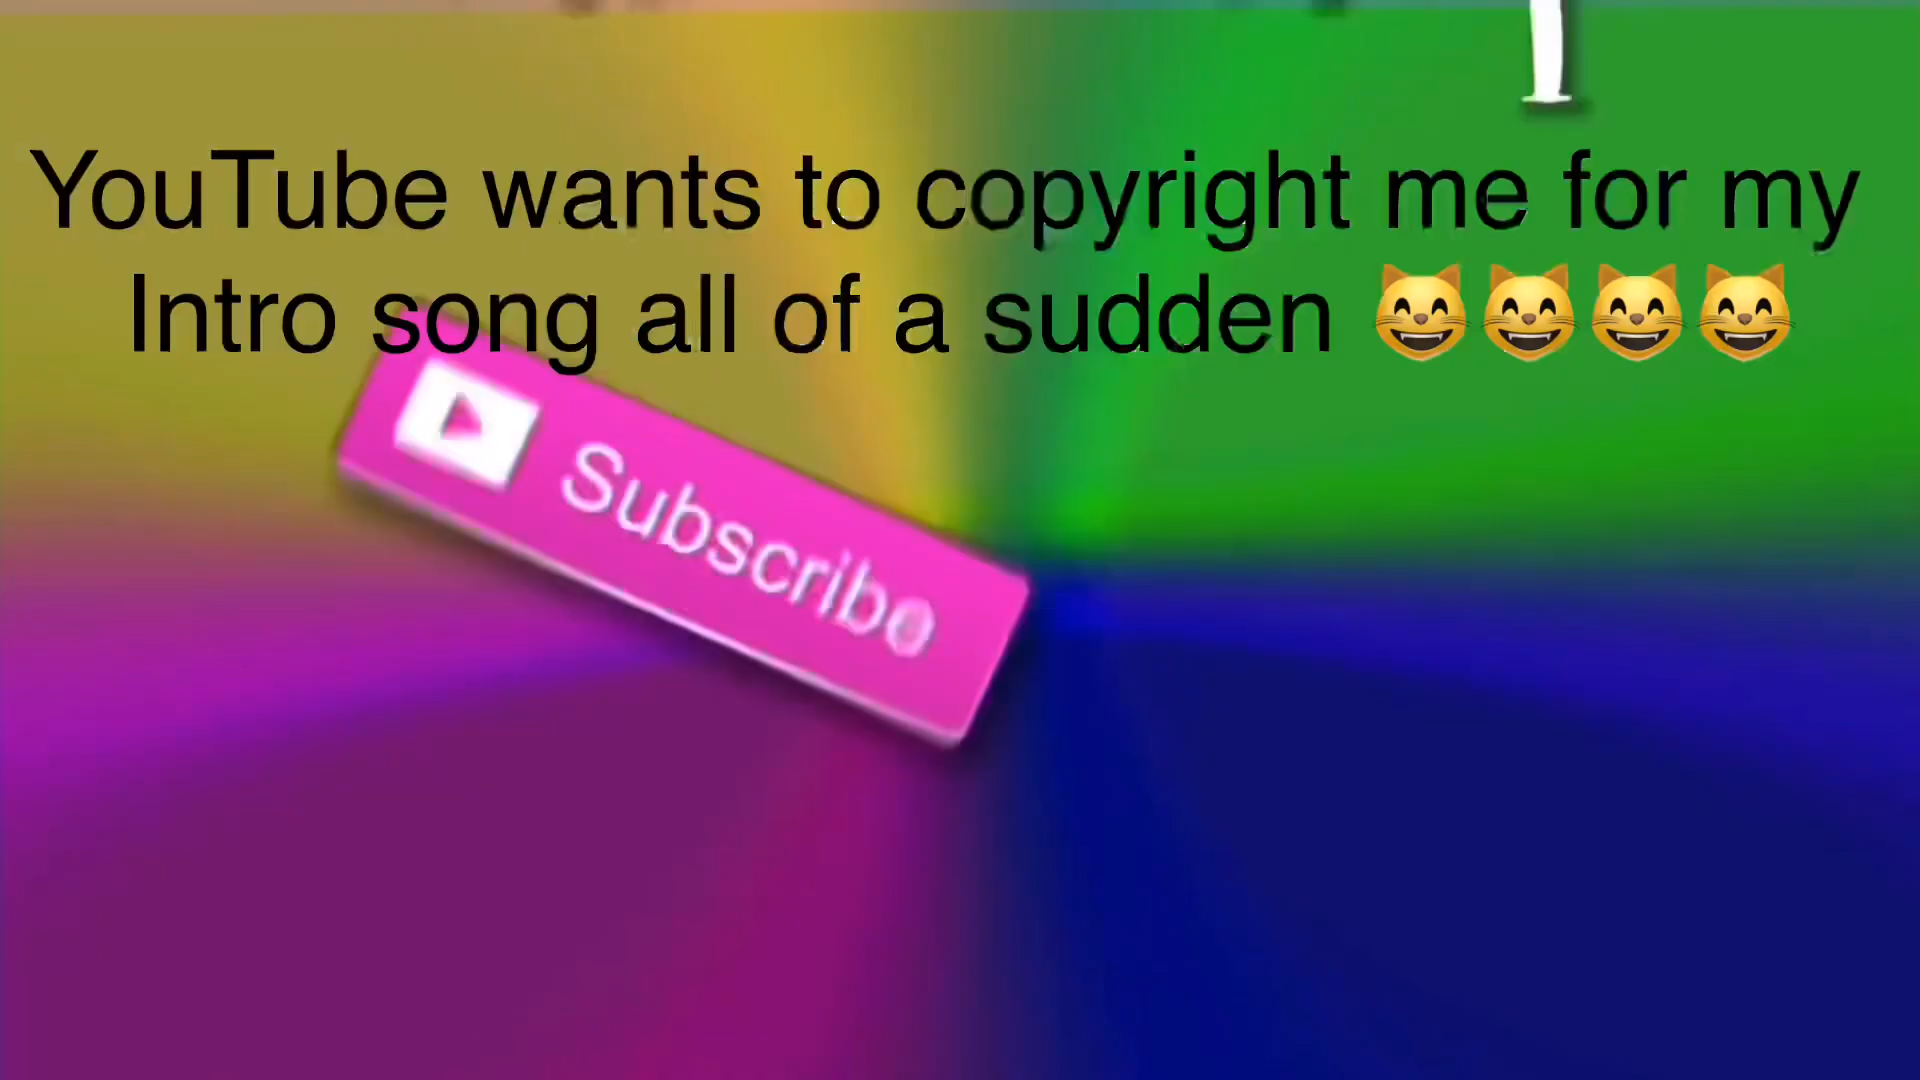 YouTube wants to copyright me for my
Intro song all of a sudden 😸😸😸😸
Subscribe